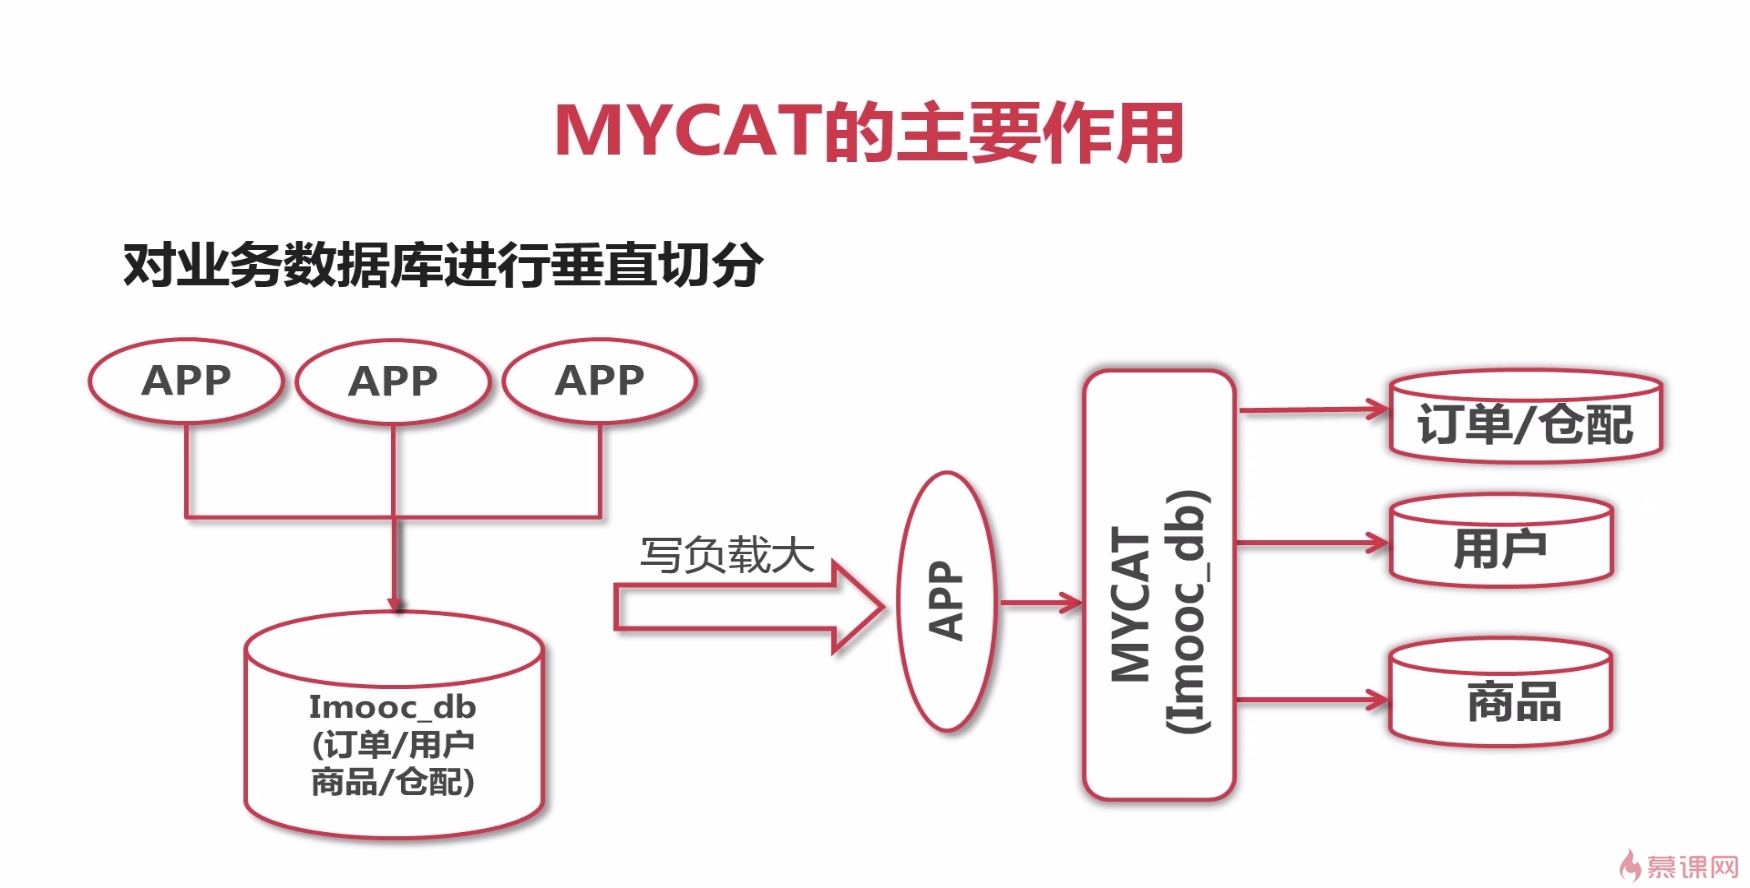 MYCAT的主要作用
对业务数据库进行垂直切分
APP
APP
APP
Imooc_db
(订单/用户
商品/仓配)
写负载大
APP
MYCAT
(Imooc_db)
订单/仓配
用户
商品
慕课网